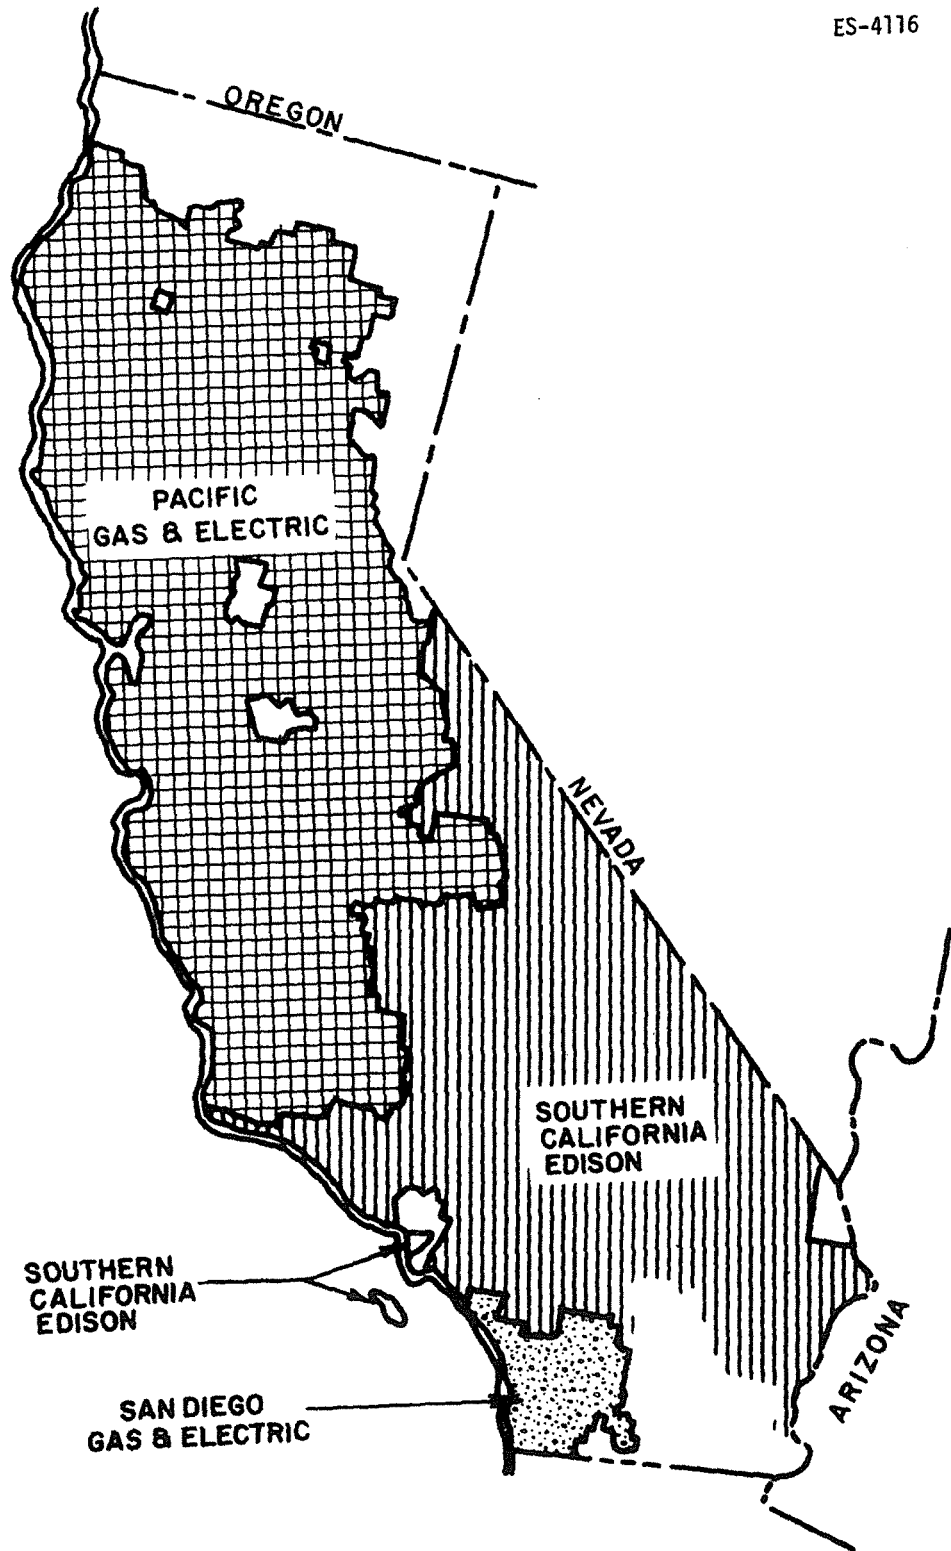 ES-4116
OREGON
PACIFIC
GAS & ELECTRIC
NEVADA
SOUTHERN
CALIFORNIA
EDISON
SOUTHERN
CALIFORNIA
EDISON
ARIZONA
SAN DIEGO
GAS & ELECTRIC